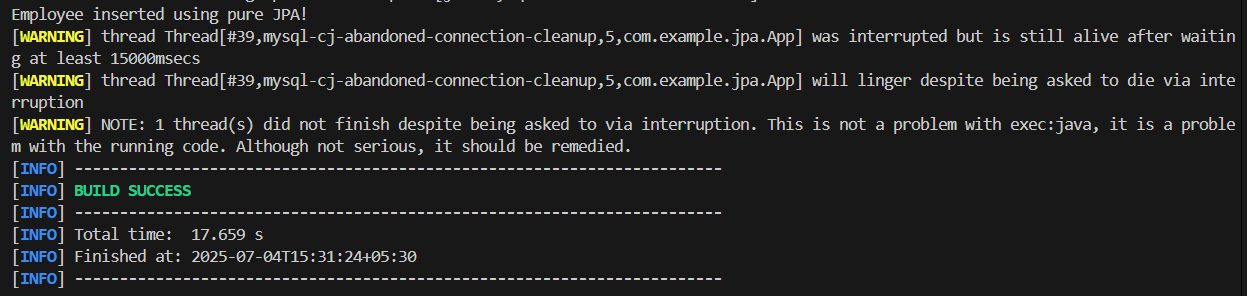 Employee inserted using pure JPA!
[WARNING] thread Thread[#39,mysql-cj-abandoned-connection-cleanup,5,com.example.jpa.App] was interrupted but is still alive after waitin
g at least 15000msecs
[WARNING] thread Thread[#39,mysql-cj-abandoned-connection-cleanup,5,com.example.jpa.App] will linger despite being asked to die via inte
rruption
[WARNING] NOTE: 1 thread(s) did not finish despite being asked to via interruption. This is not a problem with exec:java, it is a proble
m with the running code. Although not serious, it should be remedied.
[INFO] ------------------------------------------------------------------------
[INFO] BUILD SUCCESS
[INFO] ------------------------------------------------------------------------
[INFO] Total time:  17.659 s
[INFO] Finished at: 2025-07-04T15:31:24+05:30
[INFO] ------------------------------------------------------------------------